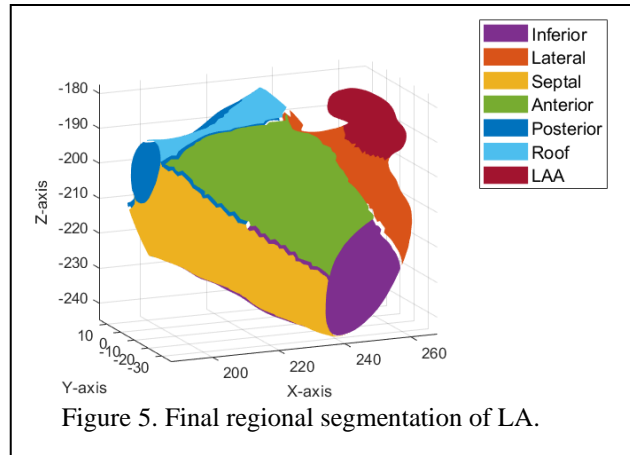 Inferior
Lateral
Septal
Anterior
Posterior
Roof
LAA
-180
-190
-200
-210
-220
-230
-240
Z-axis
10
0
-10
-20
-30
Y-axis
200
220
240
260
X-axis
Figure 5. Final regional segmentation of LA.